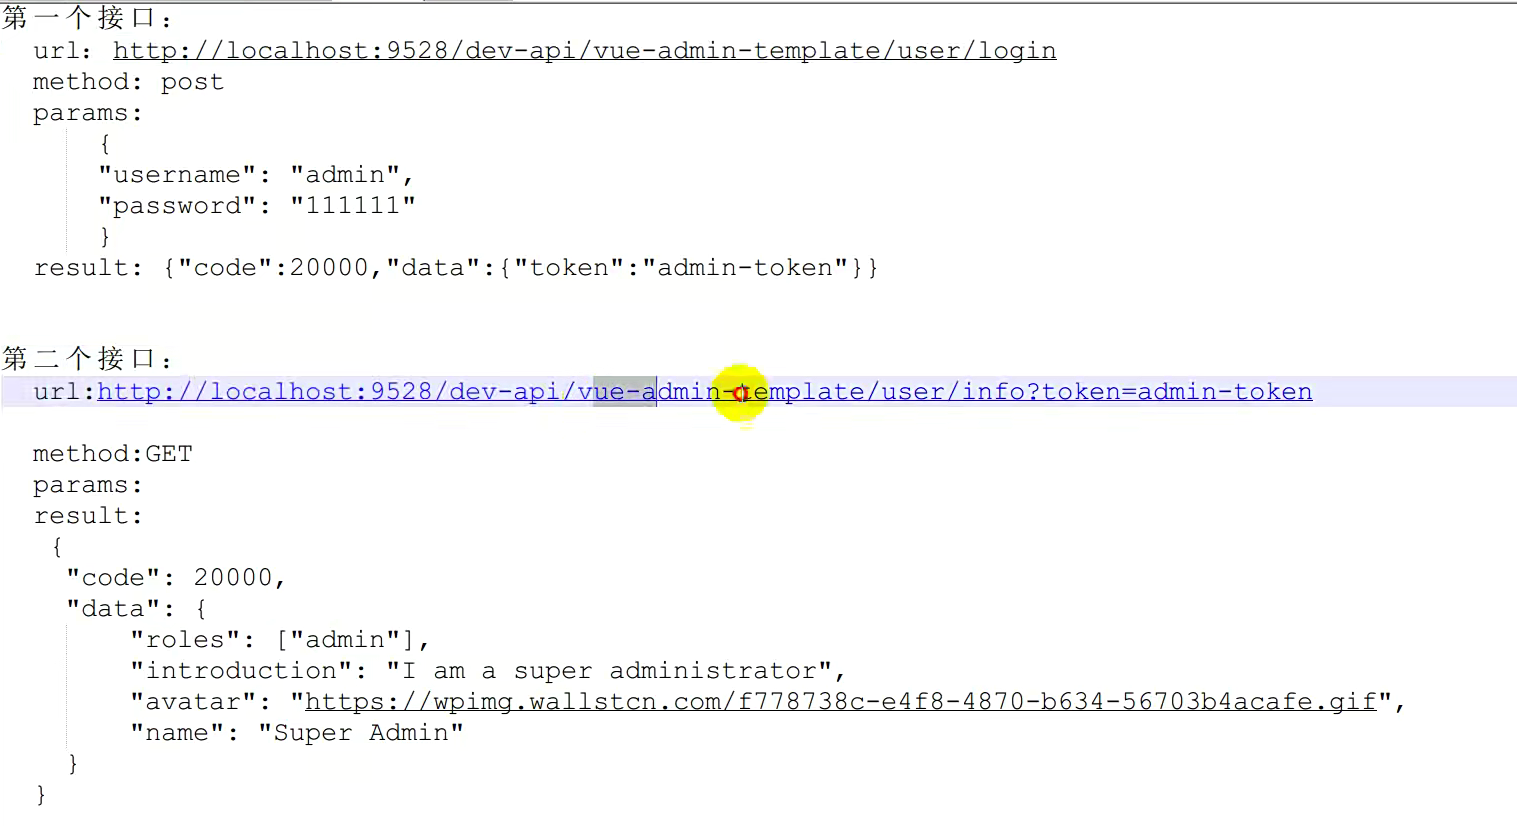 第一个接口：
url: http://localhost:9528/dev-api/vue-admin-template/user/login
method: post
params:
{
"username": "admin",
"password": "111111"
}
result: {"code":20000,"data":{"token":"admin-token"}}
第二个接口：
url:http://localhost:9528/dev-api/vue-admin-template/user/info?token=admin-token
method:GET
params:
result:
{
"code": 20000,
"data": {
"roles": ["admin"],
"introduction": "I am a super administrator",
"avatar": "https://wpimg.wallstcn.com/f778738c-e4f8-4870-b634-56703b4acafe.gif",
"name": "Super Admin"
}
}